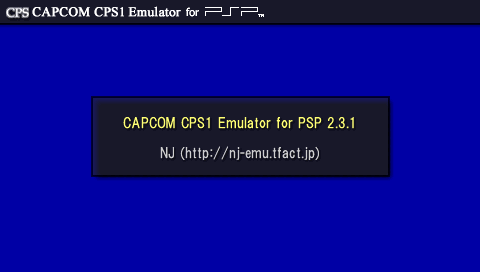 CPS CAPCOM CPS1 Emulator for PSP™
CAPCOM CPS1 Emulator for PSP 2.3.1
NJ (http://nj-emu.tfact.jp)